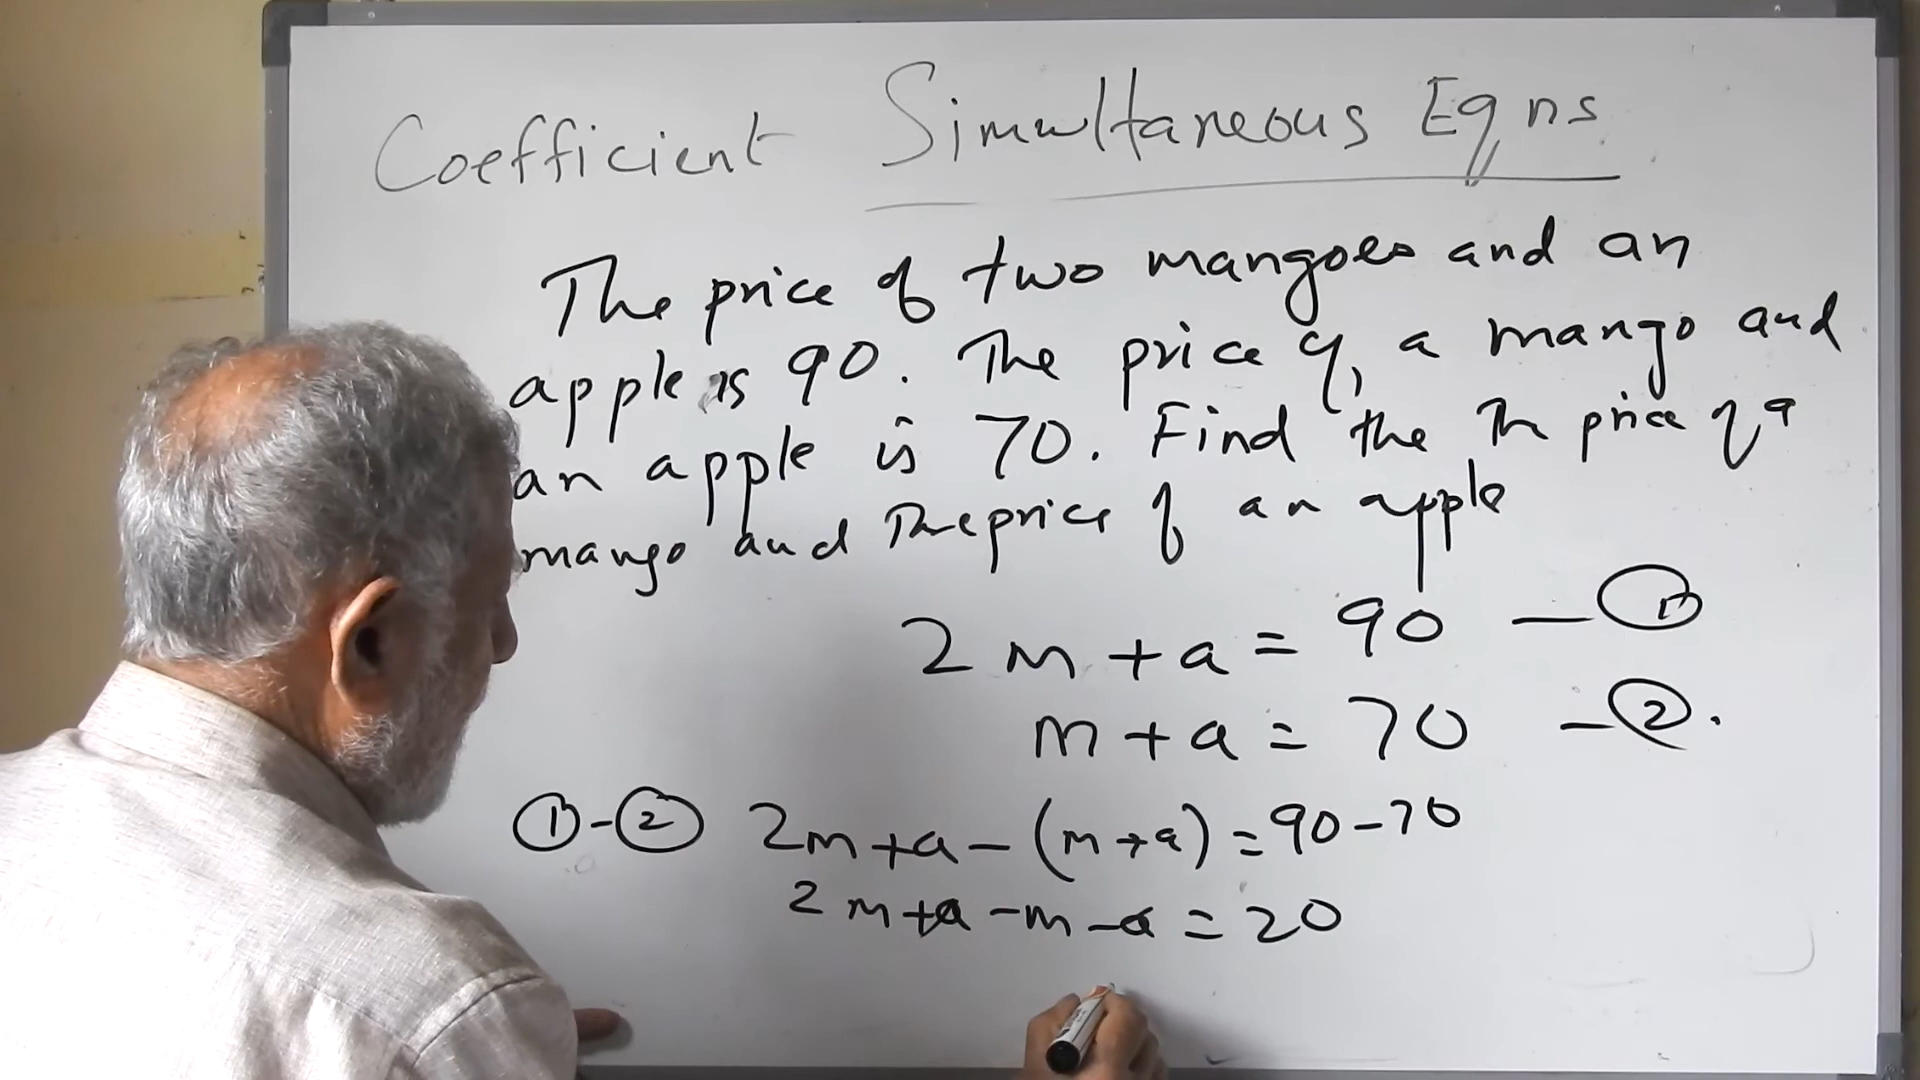 Coefficient Simultaneous Eqns
The price of two mangoes and an
apple is 90. The price of a mango and
an apple is 70. Find the The price of a
mango and The price of an apple
2m + a = 90 — ①
m + a = 70 — ②.
① - ② 2m + a - (m + a) = 90 - 70
2m + a - m - a = 20